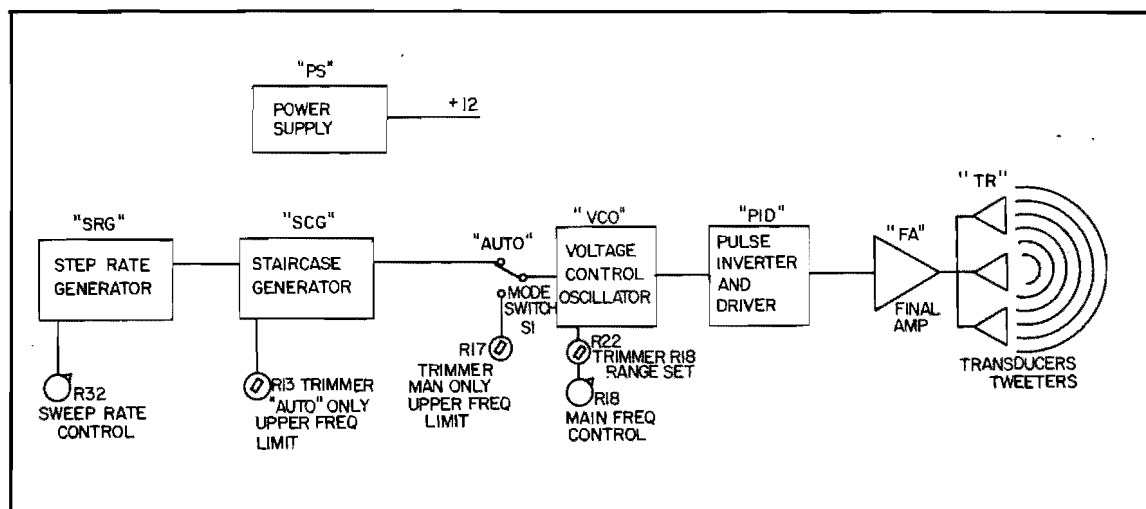 "PS"
POWER
SUPPLY
+12
"SRG"
STEP RATE
GENERATOR
R32
SWEEP RATE
CONTROL
"SCG"
STAIRCASE
GENERATOR
R13 TRIMMER
"AUTO" ONLY
UPPER FREQ
LIMIT
"AUTO"
MODE
SWITCH
S1
R17
TRIMMER
MAN ONLY
UPPER FREQ
LIMIT
"VCO"
VOLTAGE
CONTROL
OSCILLATOR
R22
TRIMMER R18
RANGE SET
R18
MAIN FREQ
CONTROL
"PID"
PULSE
INVERTER
AND
DRIVER
"FA"
FINAL
AMP
"TR"
TRANSDUCERS
TWEETERS